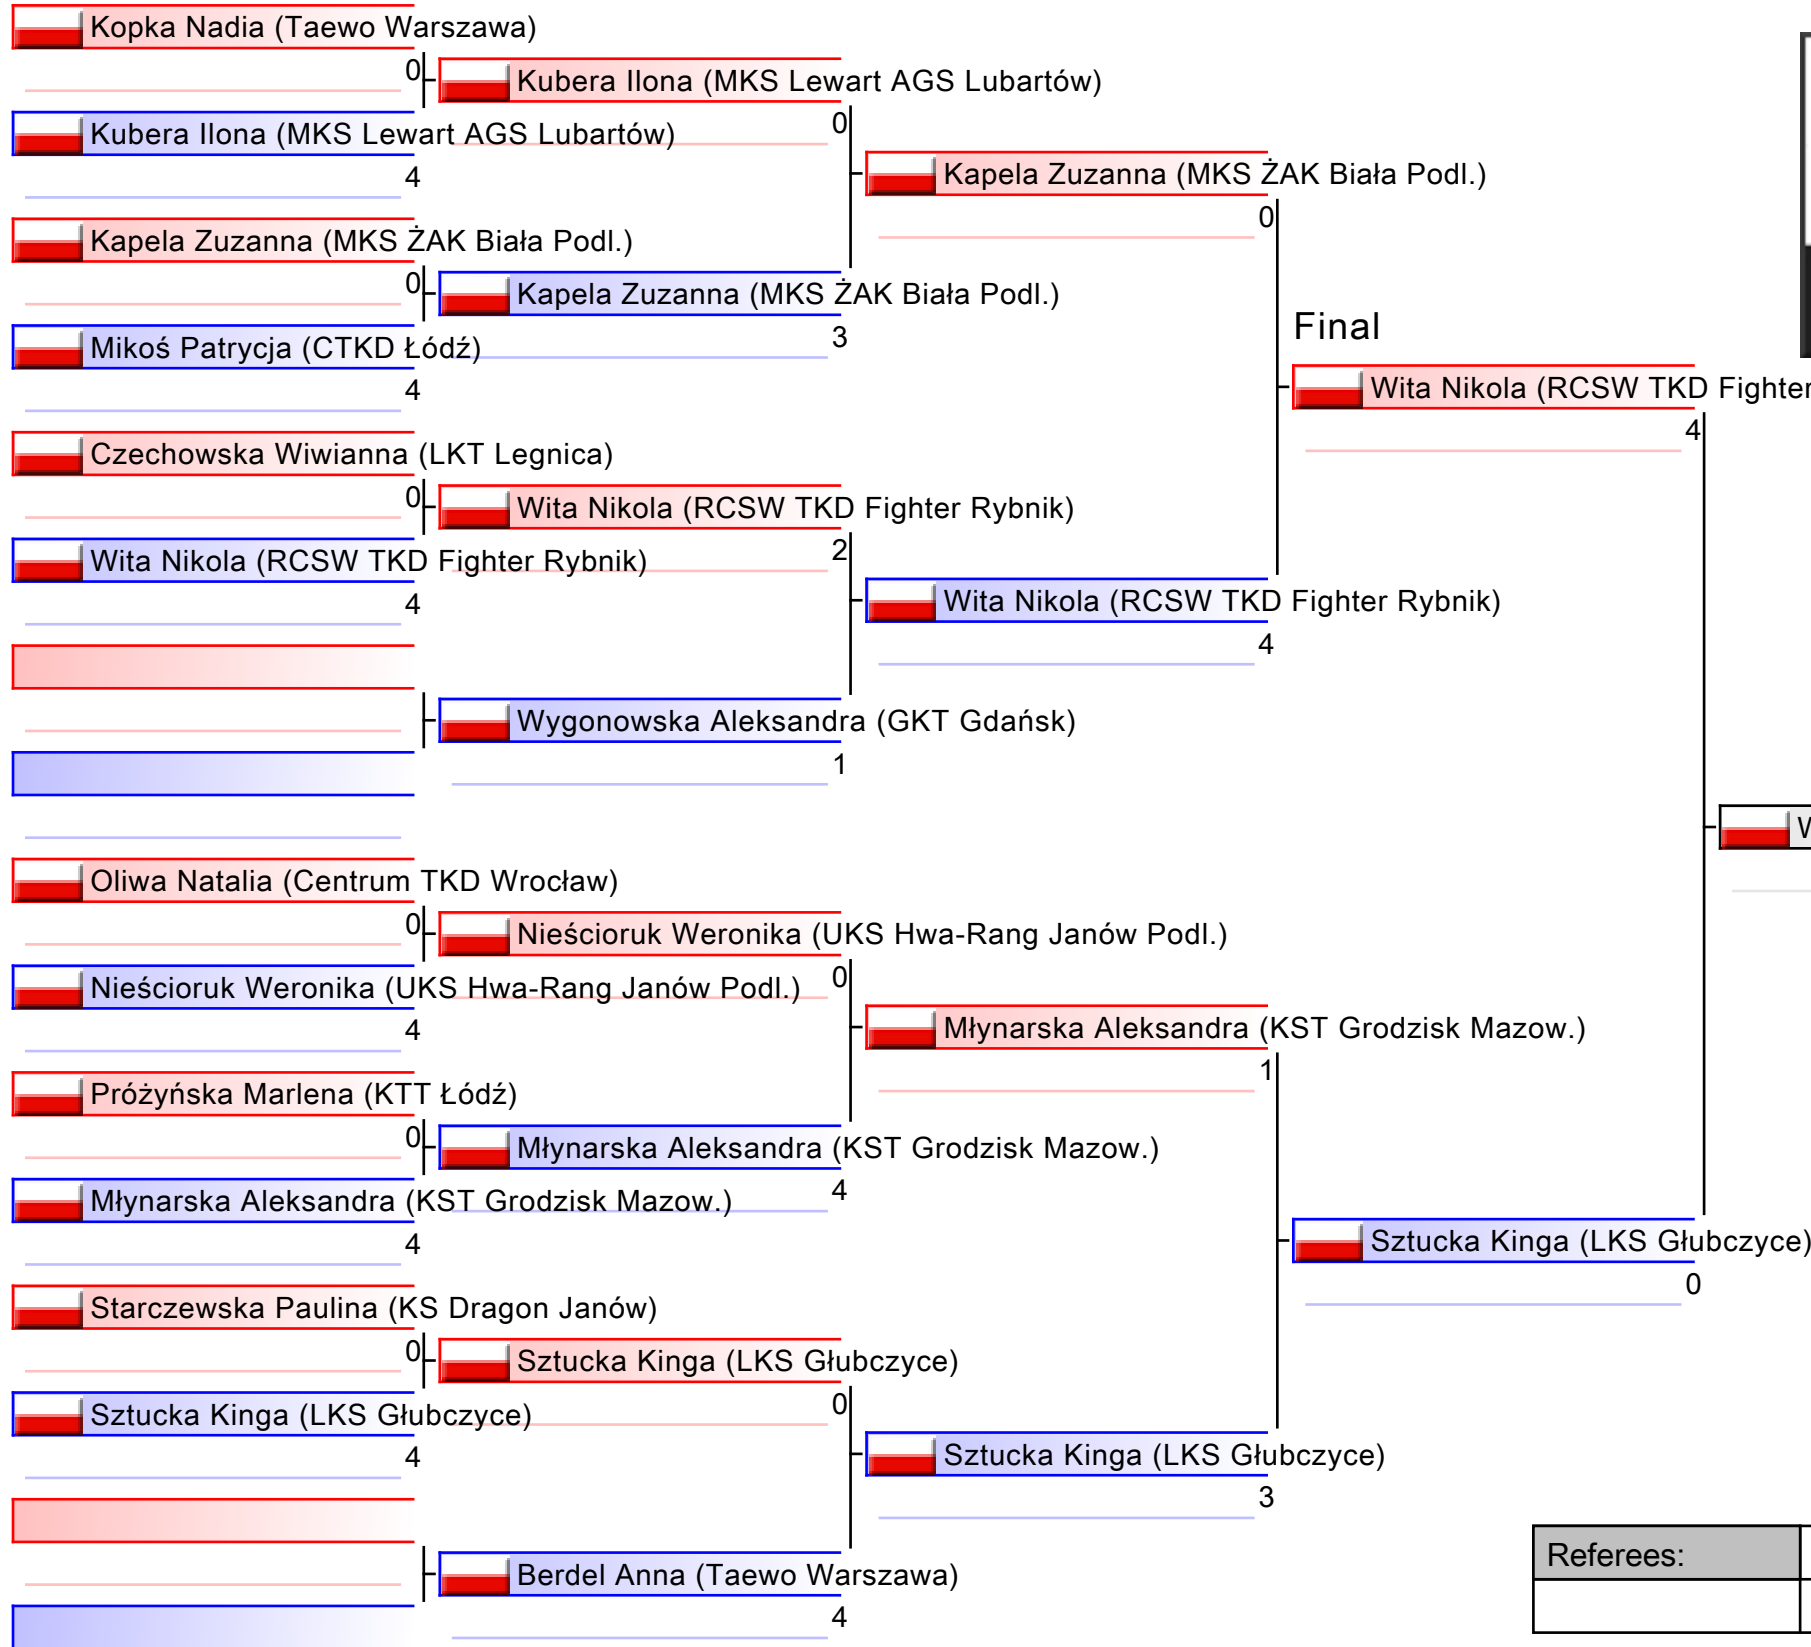 Kopka Nadia (Taewo Warszawa)
0
Kubera Ilona (MKS Lewart AGS Lubartów)
4
Kapela Zuzanna (MKS ŻAK Biała Podl.)
0
Mikoś Patrycja (CTKD Łódź)
4
Czechowska Wiwianna (LKT Legnica)
0
Wita Nikola (RCSW TKD Fighter Rybnik)
4
Oliwa Natalia (Centrum TKD Wrocław)
0
Nieścioruk Weronika (UKS Hwa-Rang Janów Podl.)
4
Próżyńska Marlena (KTT Łódź)
0
Młynarska Aleksandra (KST Grodzisk Mazow.)
4
Starczewska Paulina (KS Dragon Janów)
0
Sztucka Kinga (LKS Głubczyce)
4
Kubera Ilona (MKS Lewart AGS Lubartów)
0
Kapela Zuzanna (MKS ŻAK Biała Podl.)
3
Wita Nikola (RCSW TKD Fighter Rybnik)
2
Wygonowska Aleksandra (GKT Gdańsk)
1
Nieścioruk Weronika (UKS Hwa-Rang Janów Podl.)
0
Młynarska Aleksandra (KST Grodzisk Mazow.)
4
Sztucka Kinga (LKS Głubczyce)
0
Berdel Anna (Taewo Warszawa)
4
Kapela Zuzanna (MKS ŻAK Biała Podl.)
0
Wita Nikola (RCSW TKD Fighter Rybnik)
4
Młynarska Aleksandra (KST Grodzisk Mazow.)
1
Sztucka Kinga (LKS Głubczyce)
3
Final
Wita Nikola (RCSW TKD Fighter
4
Sztucka Kinga (LKS Głubczyce)
0
Referees: